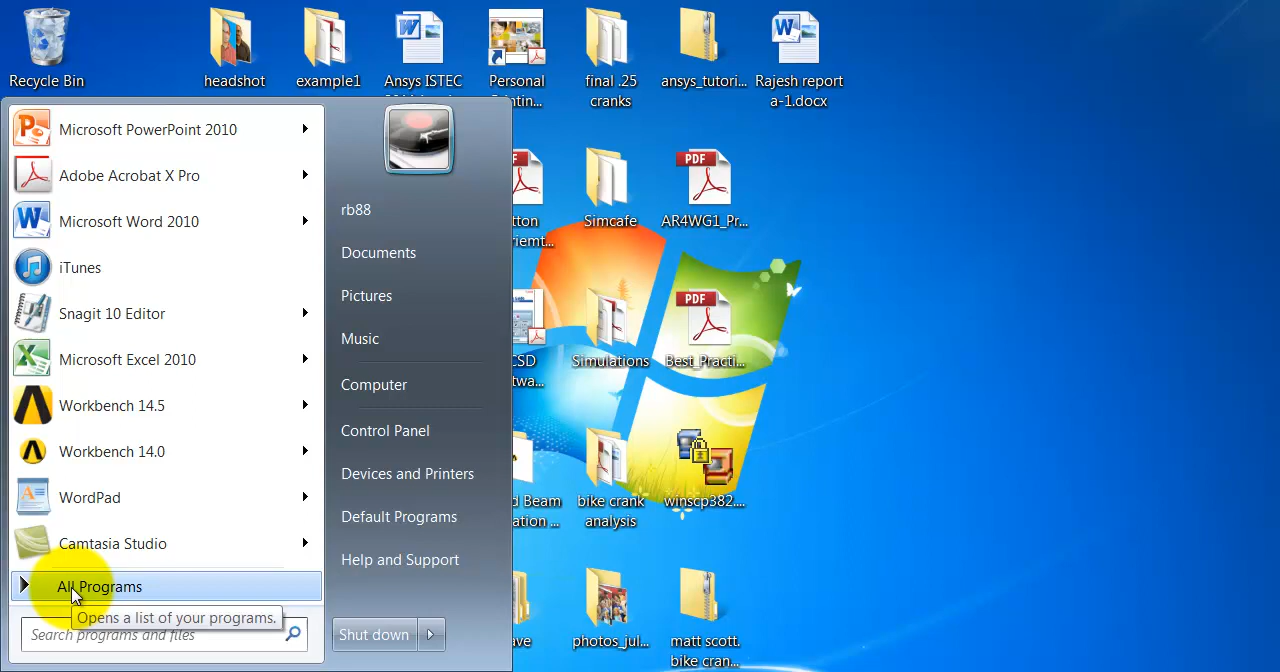 Recycle Bin
headshot
example1
Ansys ISTEC
Personal
final .25
cranks
ansys_tutori...
Rajesh report
a-1.docx
Microsoft PowerPoint 2010
Adobe Acrobat X Pro
Microsoft Word 2010
iTunes
Snagit 10 Editor
Microsoft Excel 2010
Workbench 14.5
Workbench 14.0
WordPad
Camtasia Studio
All Programs
Opens a list of your programs.
Search programs and files
rb88
Documents
Pictures
Music
Computer
Control Panel
Devices and Printers
Default Programs
Help and Support
Shut down
Simcafe
PDF
AR4WG1_Pr...
Simulations
PDF
Best_Practi...
d Beam
ation ...
bike crank
analysis
winscp382....
photos_jul...
matt scott.
bike cran...